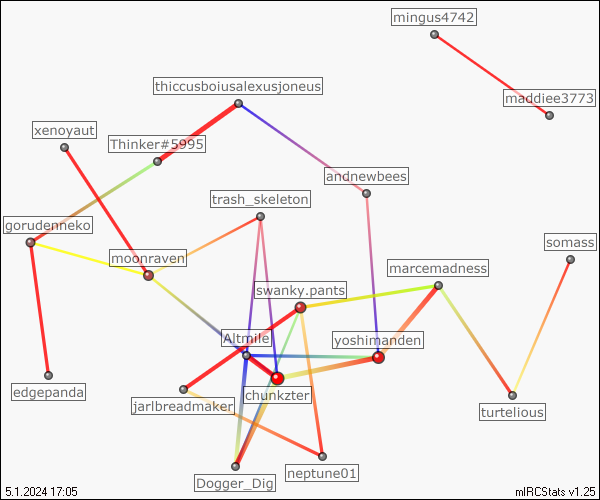 mingus4742
thiccusboiusalexusjoneus
maddiee3773
xenoyaut
Thinker#5995
andnewbees
trash_skeleton
gorudenneko
somass
moonraven
marcemadness
swanky.pants
Altmile
yoshimanden
edgepanda
chunkzter
jarlbreadmaker
turtelious
neptune01
Dogger_Dig
5.1.2024 17:05
mIRCStats v1.25